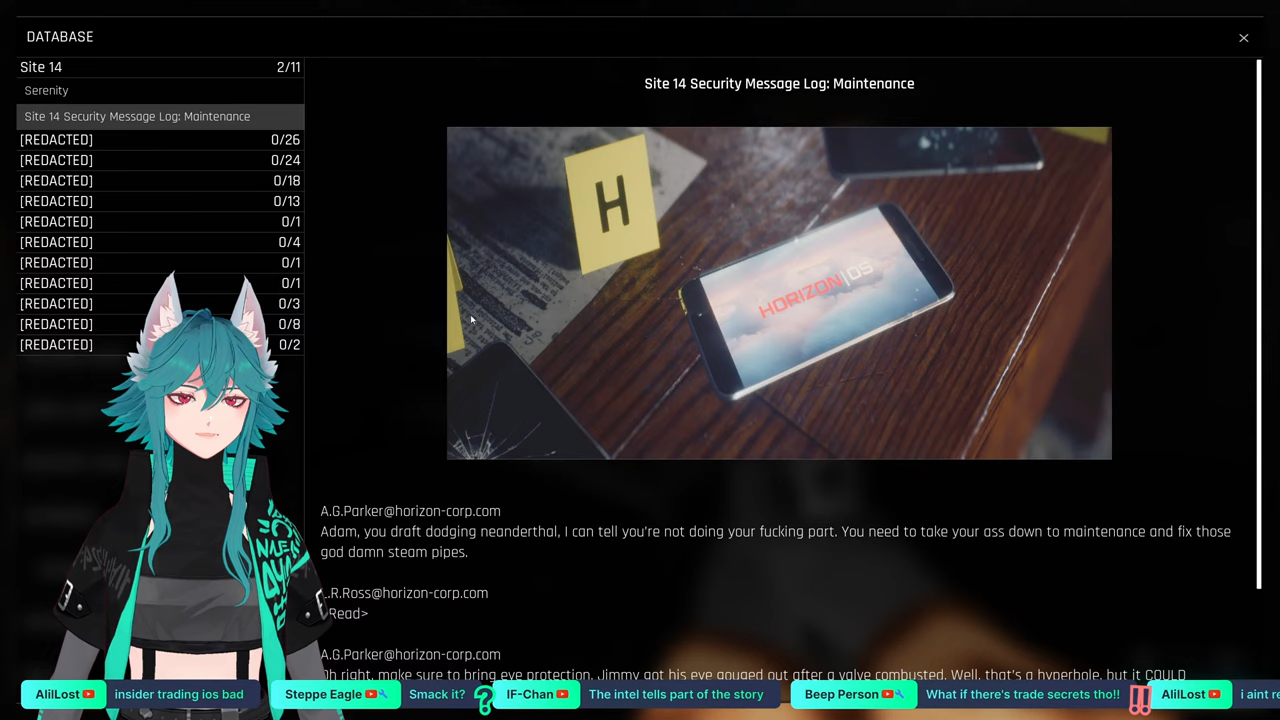 DATABASE
Site 14 2/11
Serenity
Site 14 Security Message Log: Maintenance
[REDACTED] 0/26
[REDACTED] 0/24
[REDACTED] 0/18
[REDACTED] 0/13
[REDACTED] 0/1
[REDACTED] 0/4
[REDACTED] 0/1
[REDACTED] 0/1
[REDACTED] 0/3
[REDACTED] 0/8
[REDACTED] 0/2
Site 14 Security Message Log: Maintenance
H
HORIZON|OS
A.G.Parker@horizon-corp.com
Adam, you draft dodging neanderthal, I can tell you're not doing your fucking part. You need to take your ass down to maintenance and fix those
god damn steam pipes.
.R.Ross@horizon-corp.com
Read>
A.G.Parker@horizon-corp.com
Oh right, make sure to bring eye protection. Jimmy got his eye gouged out after a valve combusted. Well, that's a hyperbole, but it COULD
AlilLost insider trading ios bad Steppe Eagle Smack it? IF-Chan The intel tells part of the story Beep Person What if there's trade secrets tho!! AlilLost i aint re